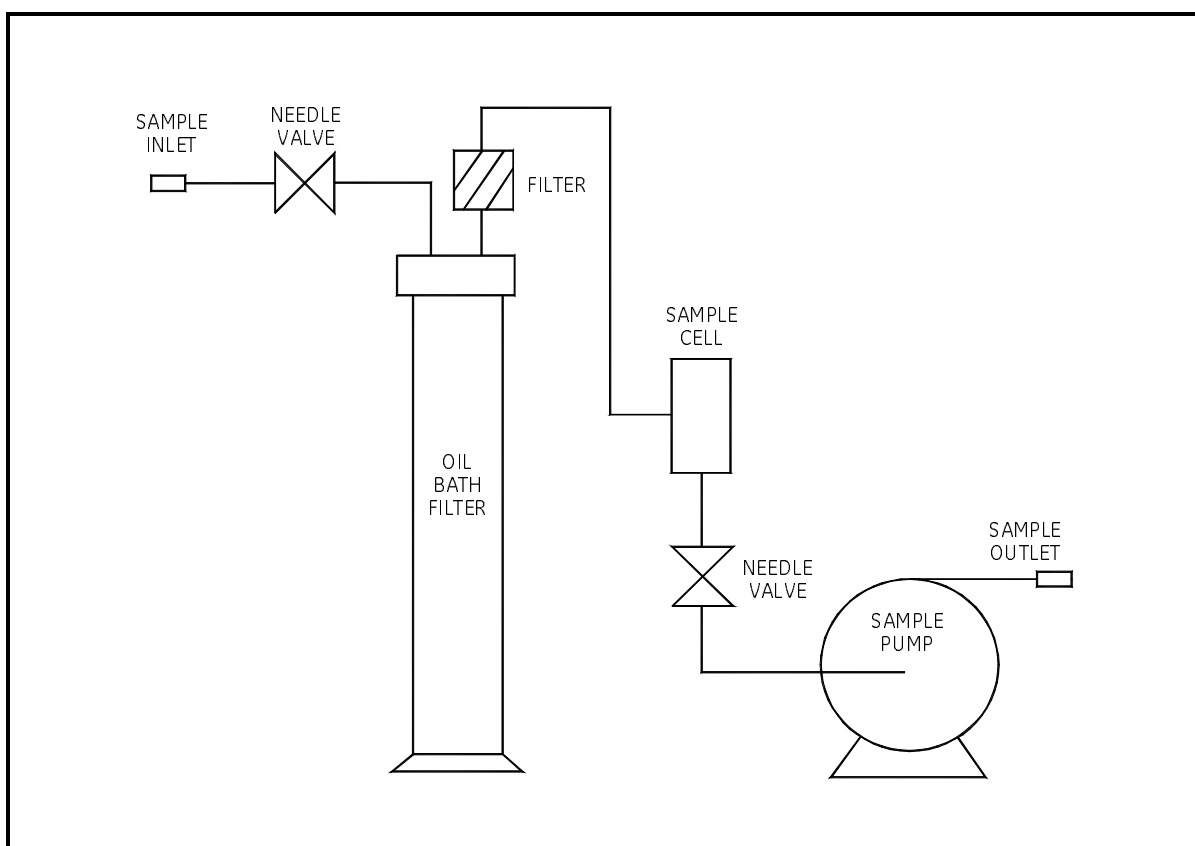 SAMPLE
INLET
NEEDLE
VALVE
FILTER
SAMPLE
CELL
OIL
BATH
FILTER
NEEDLE
VALVE
SAMPLE
OUTLET
SAMPLE
PUMP